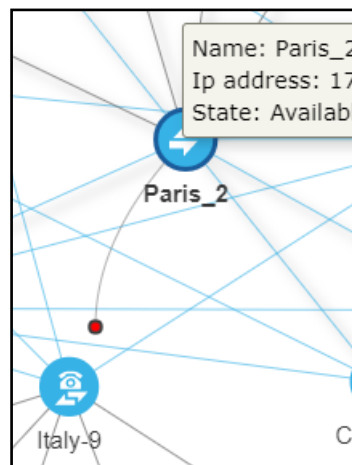 Name: Paris_2
Ip address: 17
State: Availab
Paris_2
Italy-9
C